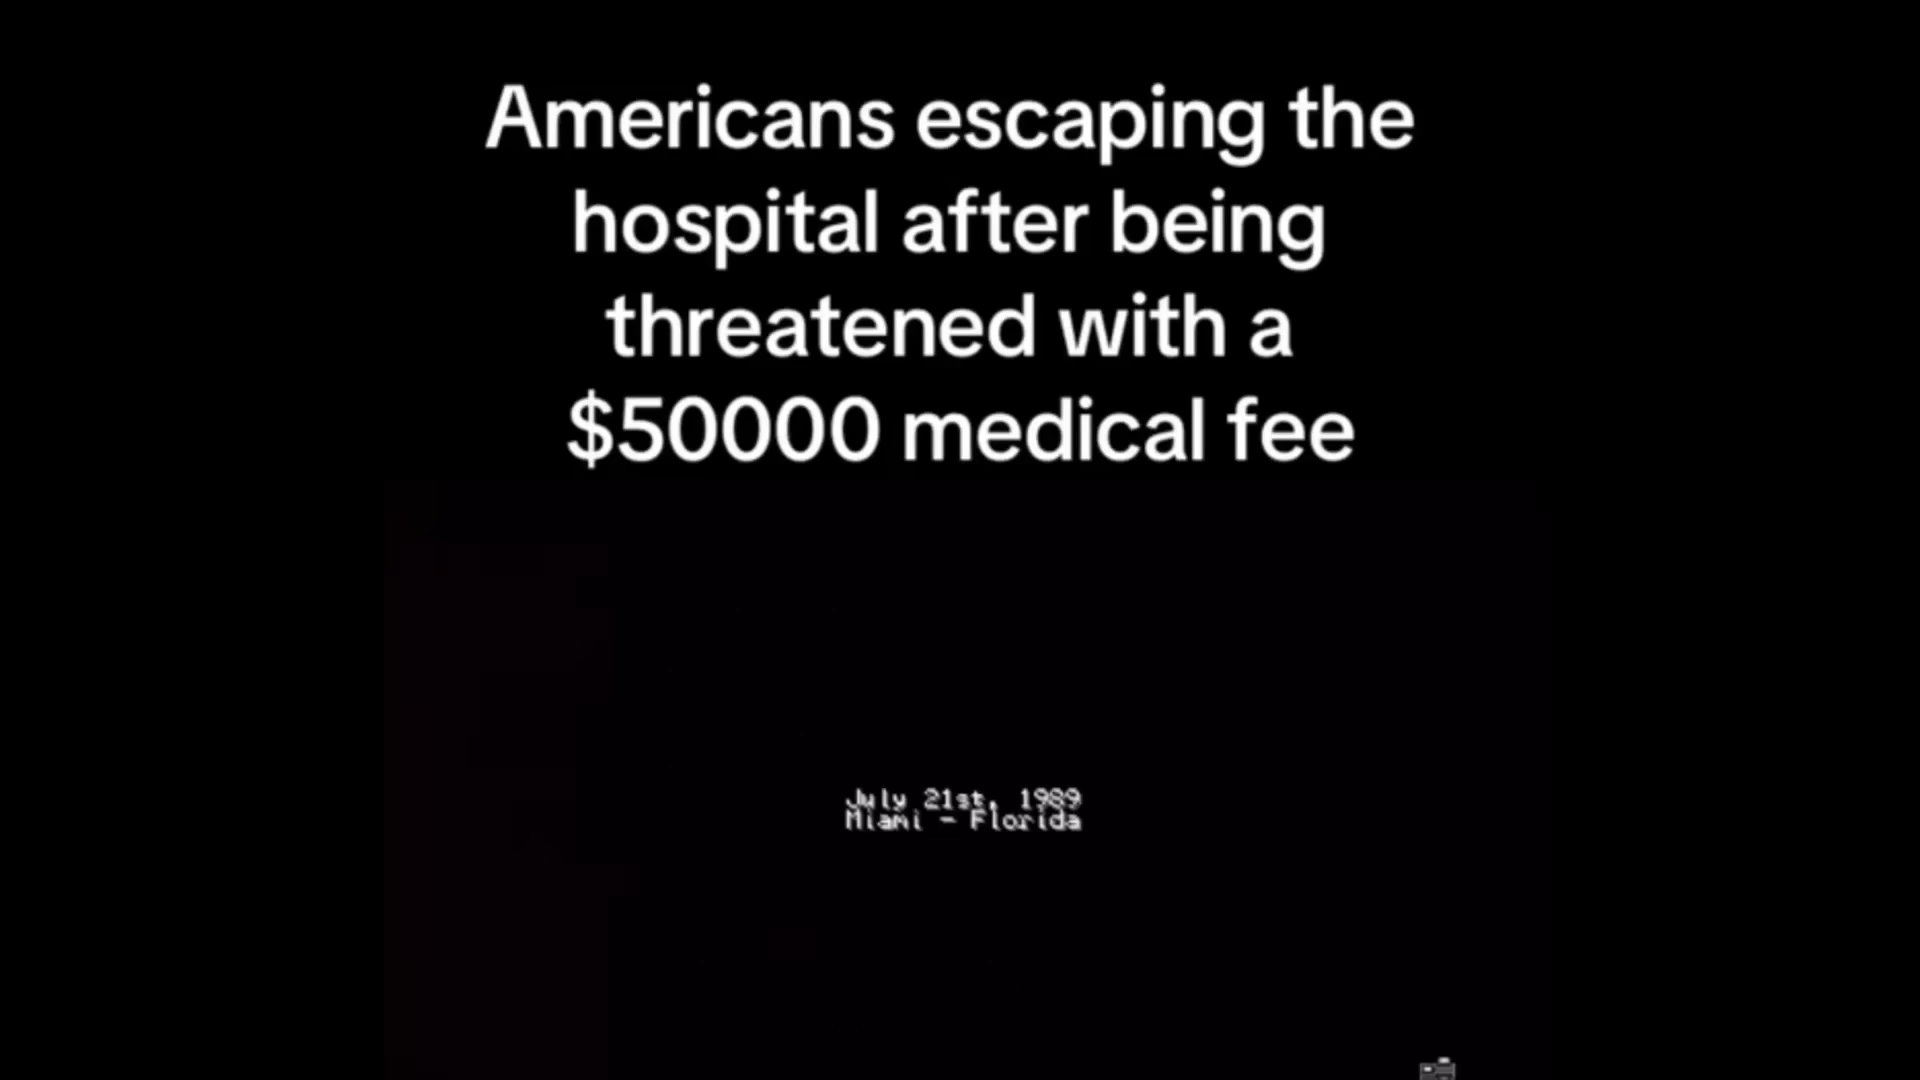 Americans escaping the
hospital after being
threatened with a
$50000 medical fee
July 21st, 1989
Miami - Florida